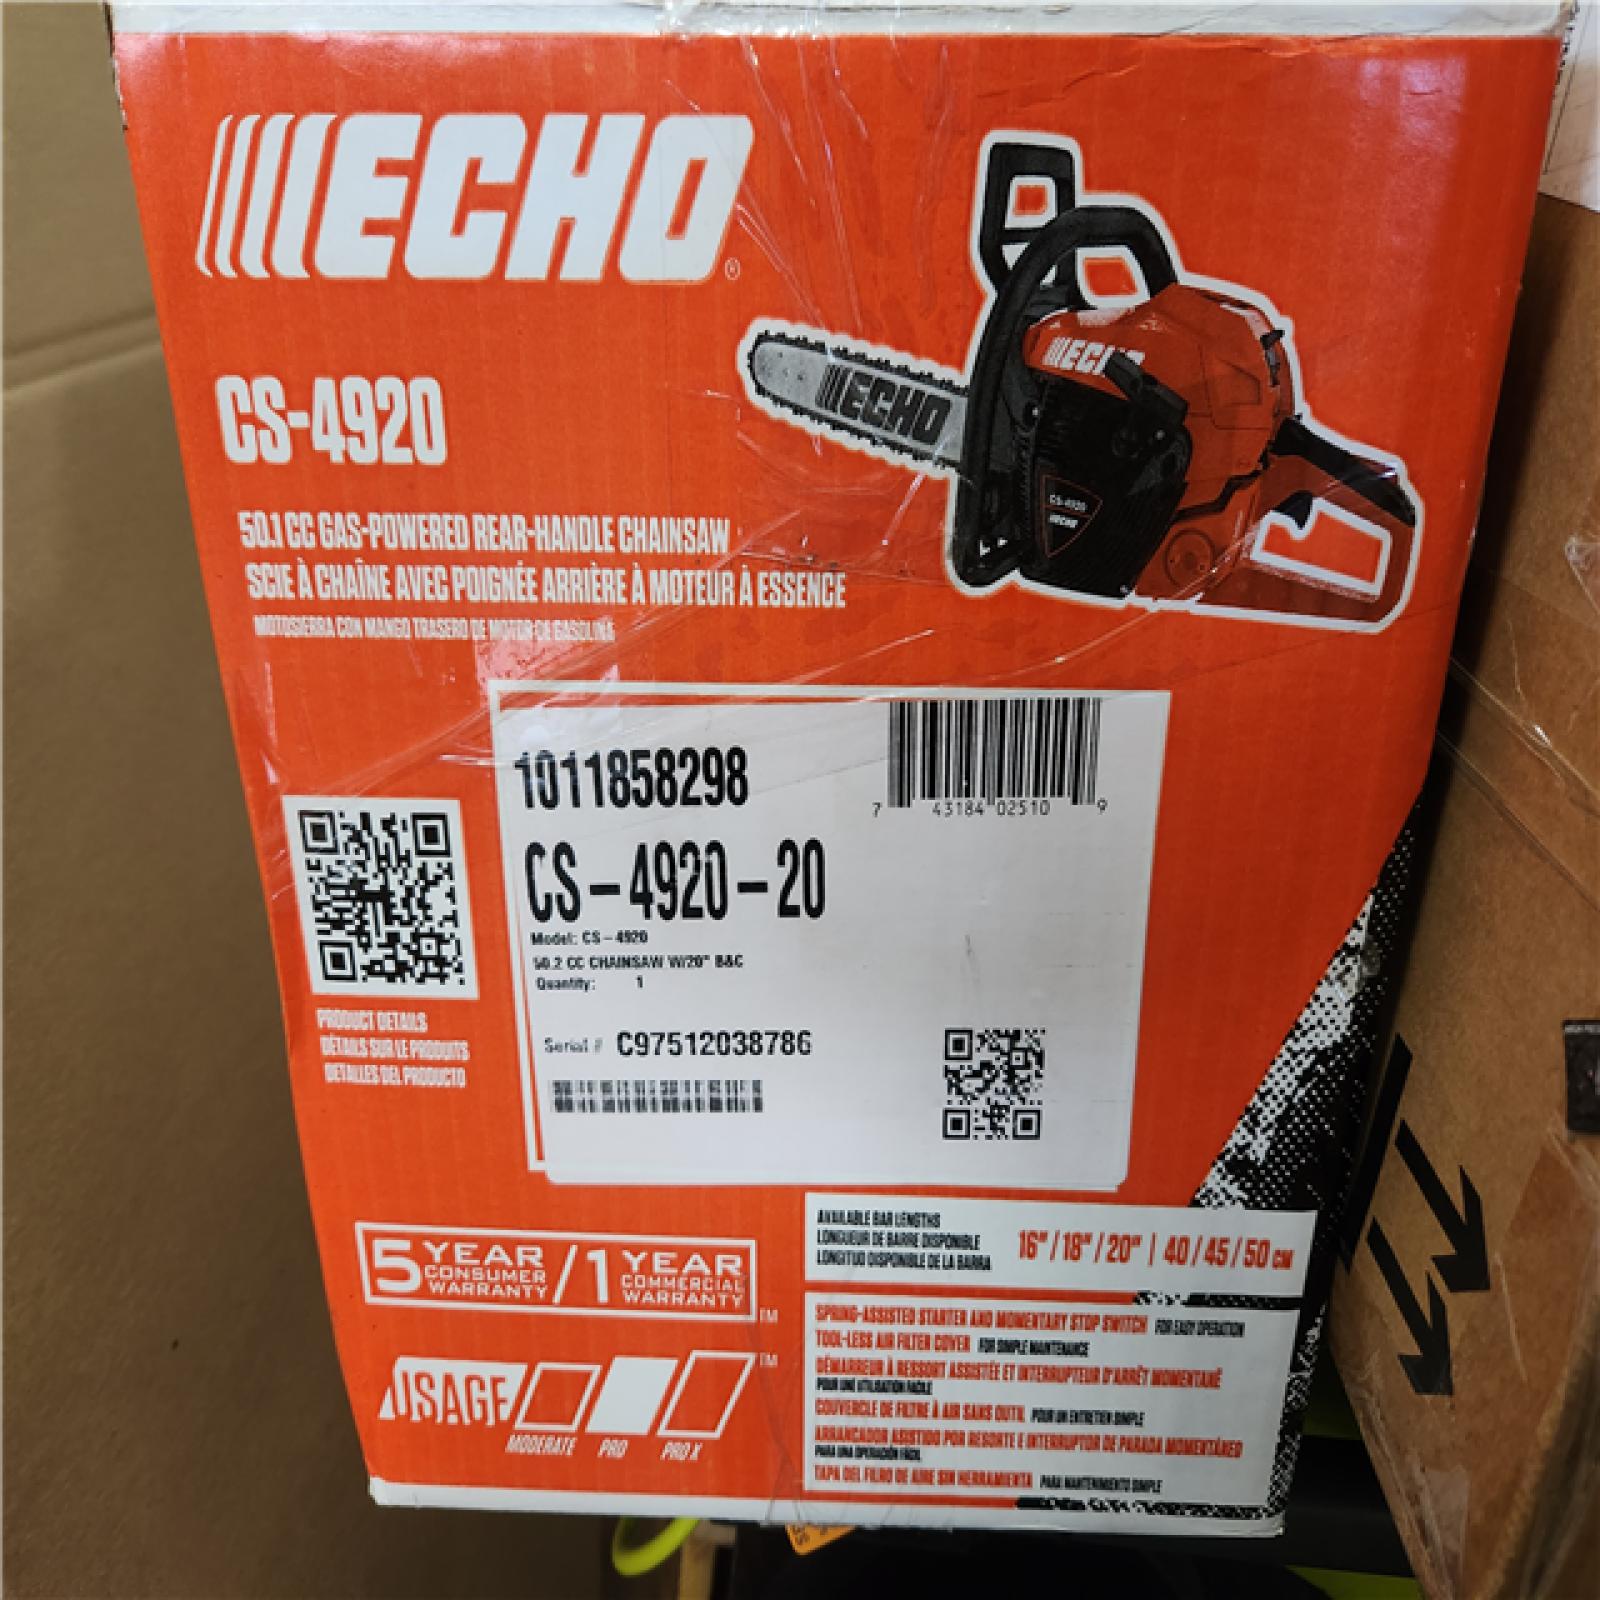 ECHO®
CS-4920
50.1 CC GAS-POWERED REAR-HANDLE CHAINSAW
SCIE À CHAÎNE AVEC POIGNÉE ARRIÈRE À MOTEUR À ESSENCE
MOTOSIERRA CON MANGO TRASERO DE MOTOR DE GASOLINA
ECHO
ECHO
CS-4920
ECHO
1011858298
7 43184 02510 9
CS-4920-20
Model: CS-4920
50.2 CC CHAINSAW W/20" B&C
Quantity: 1
Serial # C97512038786
PRODUCT DETAILS
DÉTAILS SUR LE PRODUITS
DETALLES DEL PRODUCTO
5 YEAR CONSUMER WARRANTY / 1 YEAR COMMERCIAL WARRANTY ™
USAGE ™
MODERATE PRO PRO X
AVAILABLE BAR LENGTHS
LONGUEUR DE BARRE DISPONIBLE
LONGITUD DISPONIBLE DE LA BARRA
16"/18"/20" | 40/45/50 CM
SPRING-ASSISTED STARTER AND MOMENTARY STOP SWITCH FOR EASY OPERATION
TOOL-LESS AIR FILTER COVER FOR SIMPLE MAINTENANCE
DÉMARREUR À RESSORT ASSISTÉE ET INTERRUPTEUR D'ARRÊT MOMENTANÉ
POUR UNE UTILISATION FACILE
COUVERCLE DE FILTRE À AIR SANS OUTIL POUR UN ENTRETIEN SIMPLE
ARRANCADOR ASISTIDO POR RESORTE E INTERRUPTOR DE PARADA MOMENTÁNEO
PARA UNA OPERACIÓN FÁCIL
TAPA DEL FILRO DE AIRE SIN HERRAMIENTA PARA MANTENIMIENTO SIMPLE